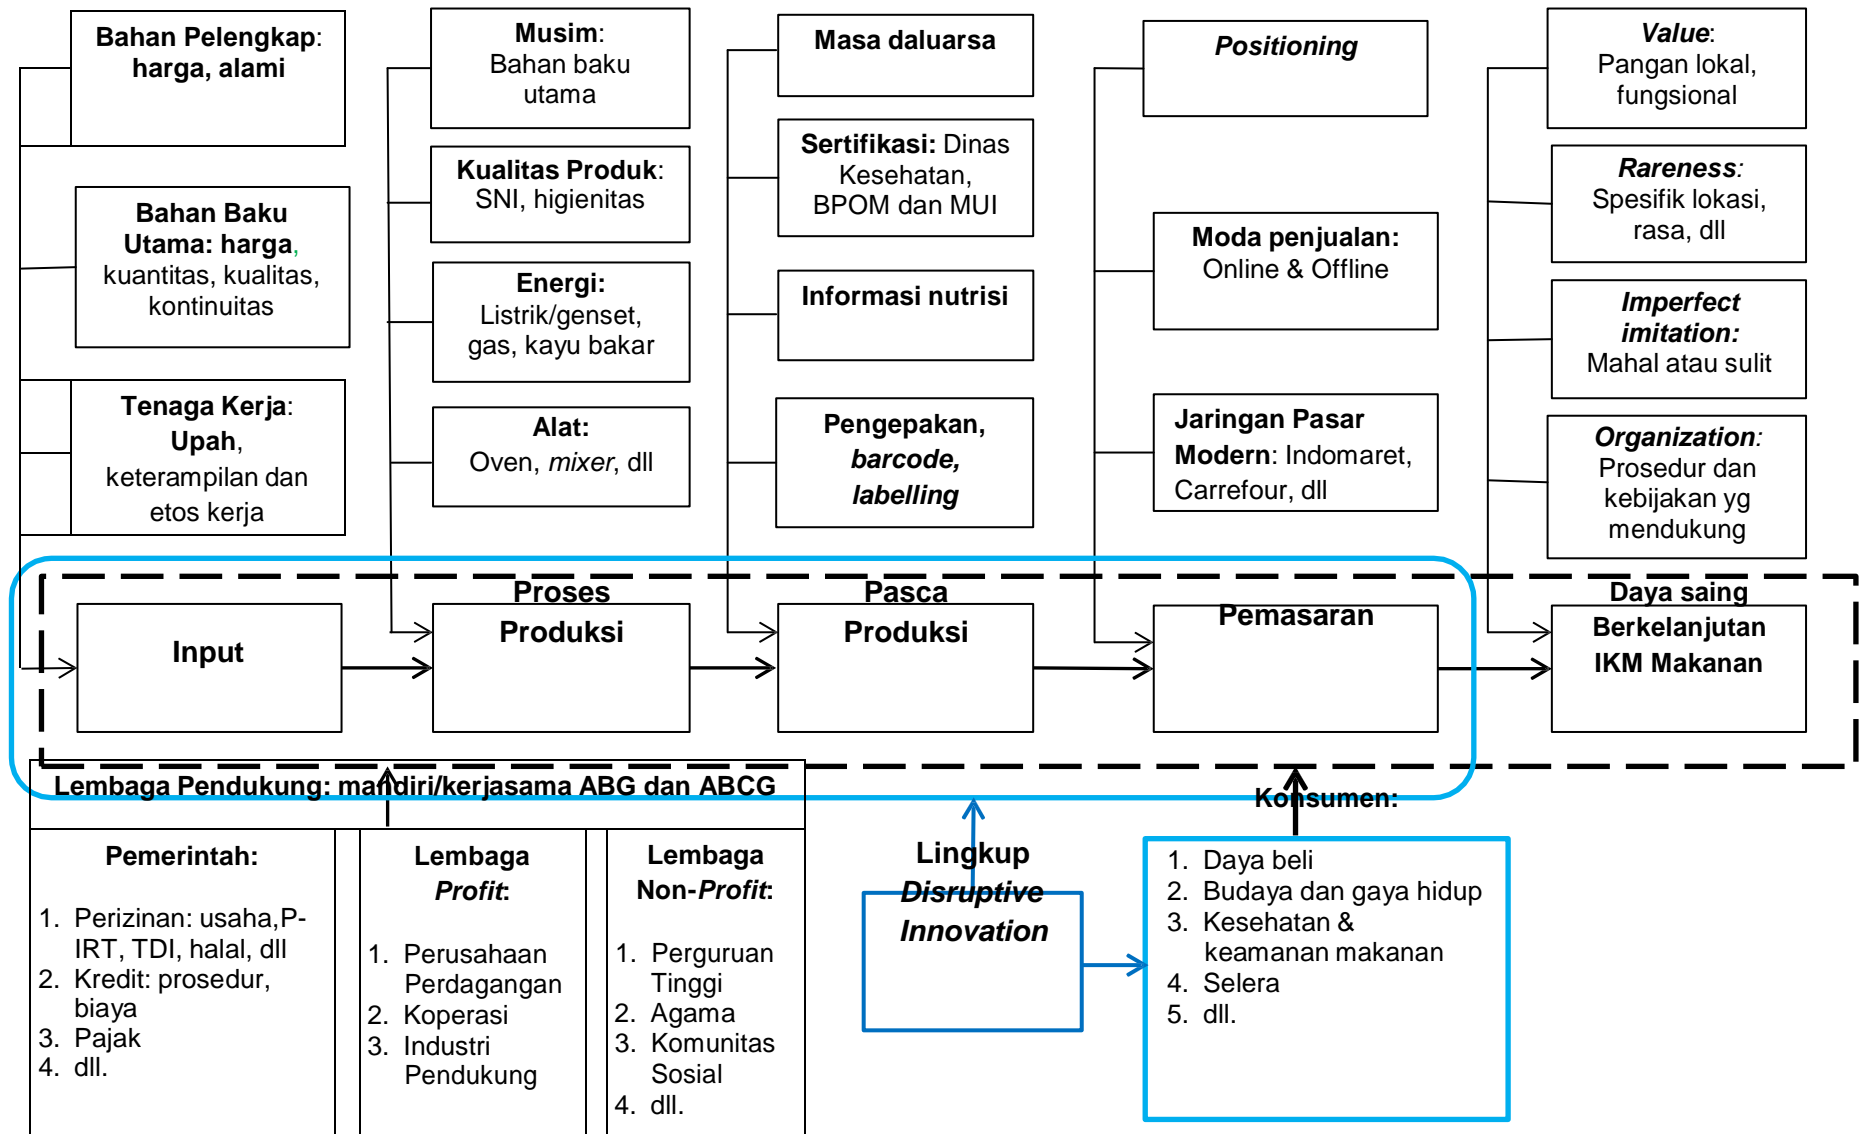 Bahan Pelengkap:
harga, alami
Bahan Baku
Utama: harga,
kuantitas, kualitas,
kontinuitas
Tenaga Kerja:
Upah,
keterampilan dan
etos kerja
Musim:
Bahan baku
utama
Kualitas Produk:
SNI, higienitas
Energi:
Listrik/genset,
gas, kayu bakar
Alat:
Oven, mixer, dll
Masa daluarsa
Sertifikasi: Dinas
Kesehatan,
BPOM dan MUI
Informasi nutrisi
Pengepakan,
barcode,
labelling
Positioning
Moda penjualan:
Online & Offline
Jaringan Pasar
Modern: Indomaret,
Carrefour, dll
Value:
Pangan lokal,
fungsional
Rareness:
Spesifik lokasi,
rasa, dll
Imperfect
imitation:
Mahal atau sulit
Organization:
Prosedur dan
kebijakan yg
mendukung
Input
Proses
Produksi
Pasca
Produksi
Pemasaran
Daya saing
Berkelanjutan
IKM Makanan
Lembaga Pendukung: mandiri/kerjasama ABG dan ABCG
Pemerintah:
1. Perizinan: usaha,P-
IRT, TDI, halal, dll
2. Kredit: prosedur,
biaya
3. Pajak
4. dll.
Lembaga
Profit:
1. Perusahaan
Perdagangan
2. Koperasi
3. Industri
Pendukung
Lembaga
Non-Profit:
1. Perguruan
Tinggi
2. Agama
3. Komunitas
Sosial
4. dll.
Lingkup
Disruptive
Innovation
Konsumen:
1. Daya beli
2. Budaya dan gaya hidup
3. Kesehatan &
keamanan makanan
4. Selera
5. dll.